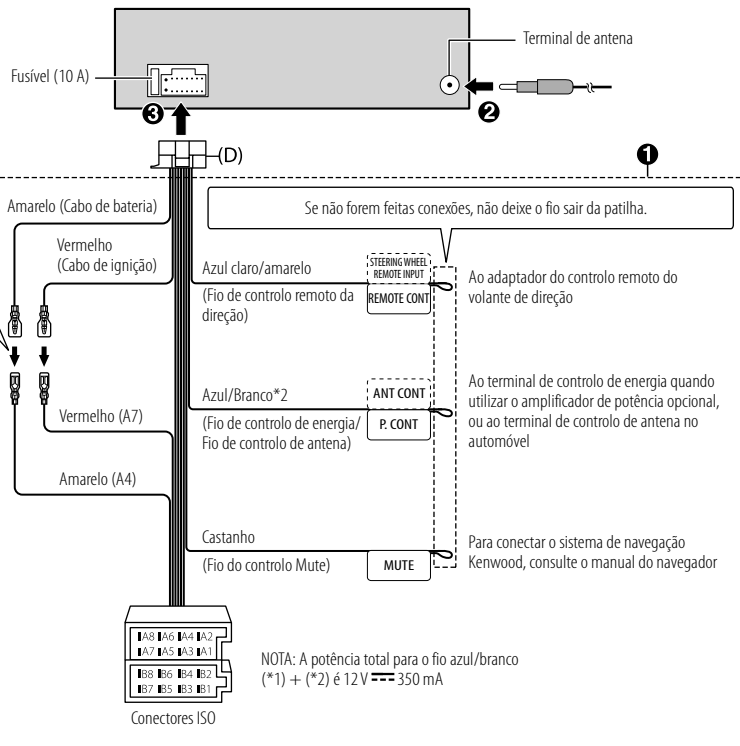 Terminal de antena
Fusível (10 A)
❸
❷
(D)
❶
Amarelo (Cabo de bateria)
Se não forem feitas conexões, não deixe o fio sair da patilha.
Vermelho
(Cabo de ignição)
Azul claro/amarelo
(Fio de controlo remoto da
direção)
STEERING WHEEL
REMOTE INPUT
REMOTE CONT
Ao adaptador do controlo remoto do
volante de direção
Azul/Branco*2
(Fio de controlo de energia/
Fio de controlo de antena)
ANT CONT
P. CONT
Ao terminal de controlo de energia quando
utilizar o amplificador de potência opcional,
ou ao terminal de controlo de antena no
automóvel
Vermelho (A7)
Amarelo (A4)
Castanho
(Fio do controlo Mute)
MUTE
Para conectar o sistema de navegação
Kenwood, consulte o manual do navegador
A8 A6 A4 A2
A7 A5 A3 A1
B8 B6 B4 B2
B7 B5 B3 B1
Conectores ISO
NOTA: A potência total para o fio azul/branco
(*1) + (*2) é 12 V ⎓ 350 mA